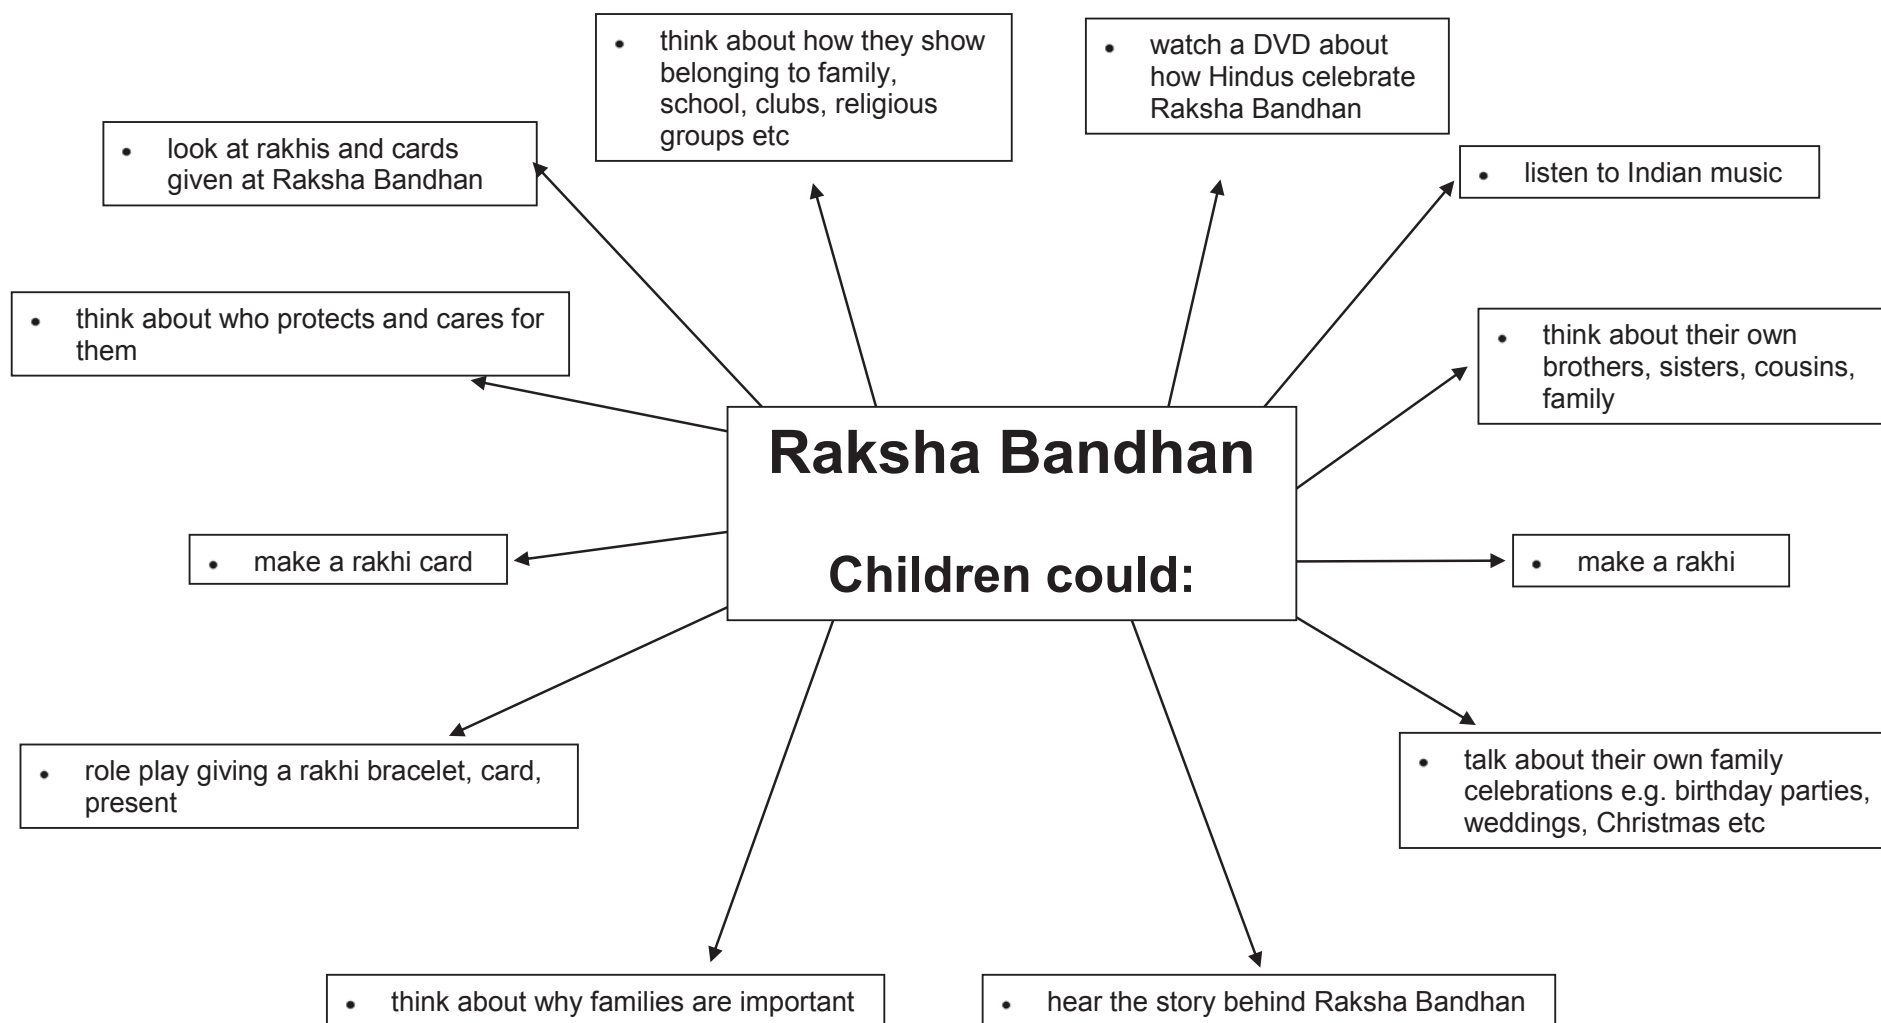 • think about how they show
belonging to family,
school, clubs, religious
groups etc
• watch a DVD about
how Hindus celebrate
Raksha Bandhan
• look at rakhis and cards
given at Raksha Bandhan
• listen to Indian music
• think about who protects and cares for
them
• think about their own
brothers, sisters, cousins,
family
Raksha Bandhan
Children could:
• make a rakhi card
• make a rakhi
• role play giving a rakhi bracelet, card,
present
• talk about their own family
celebrations e.g. birthday parties,
weddings, Christmas etc
• think about why families are important
• hear the story behind Raksha Bandhan